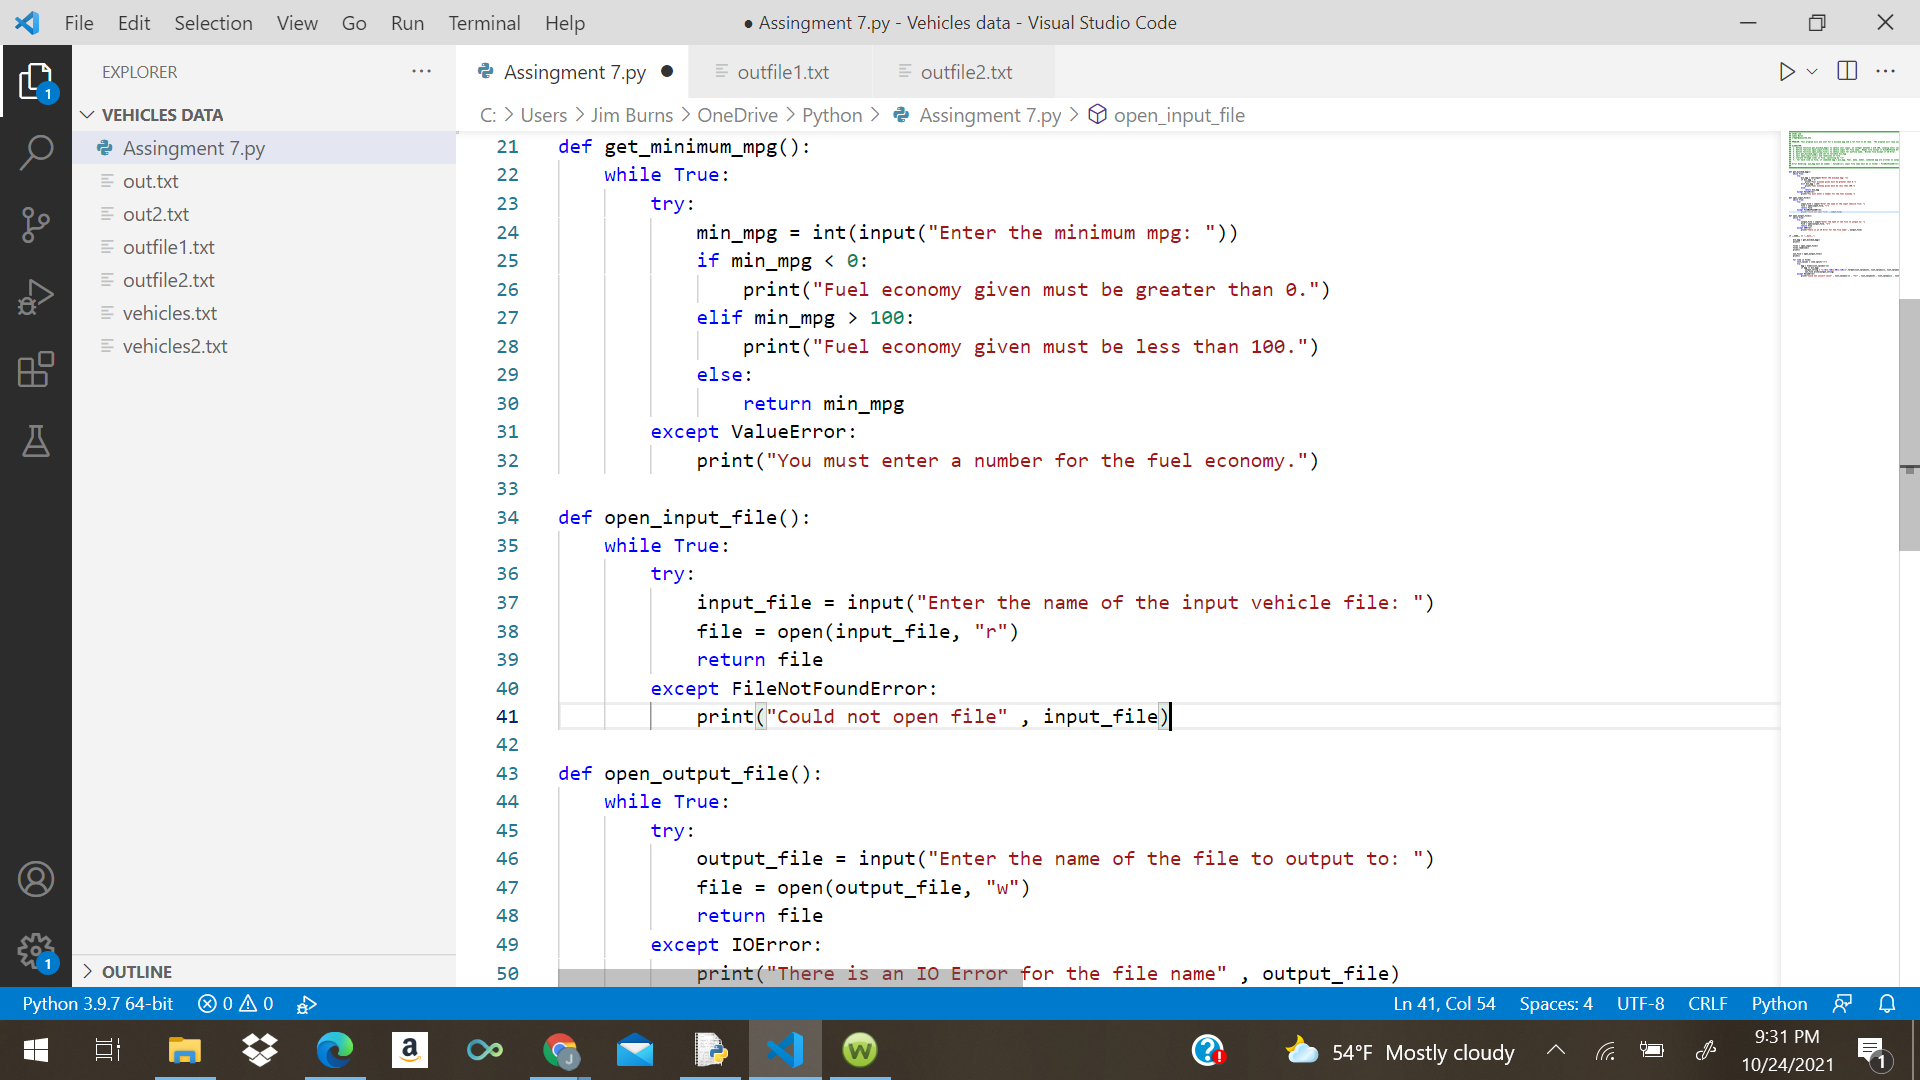 File Edit Selection View Go Run Terminal Help
● Assingment 7.py - Vehicles data - Visual Studio Code
EXPLORER
Assingment 7.py outfile1.txt outfile2.txt
VEHICLES DATA
C: > Users > Jim Burns > OneDrive > Python > Assingment 7.py > open_input_file
1
Assingment 7.py
out.txt
out2.txt
outfile1.txt
outfile2.txt
vehicles.txt
vehicles2.txt
21 def get_minimum_mpg():
22 while True:
23 try:
24 min_mpg = int(input("Enter the minimum mpg: "))
25 if min_mpg < 0:
26 print("Fuel economy given must be greater than 0.")
27 elif min_mpg > 100:
28 print("Fuel economy given must be less than 100.")
29 else:
30 return min_mpg
31 except ValueError:
32 print("You must enter a number for the fuel economy.")
33
34 def open_input_file():
35 while True:
36 try:
37 input_file = input("Enter the name of the input vehicle file: ")
38 file = open(input_file, "r")
39 return file
40 except FileNotFoundError:
41 print("Could not open file" , input_file)
42
43 def open_output_file():
44 while True:
45 try:
46 output_file = input("Enter the name of the file to output to: ")
47 file = open(output_file, "w")
48 return file
49 except IOError:
50 print("There is an IO Error for the file name" , output_file)
1
OUTLINE
Python 3.9.7 64-bit 0 0 Ln 41, Col 54 Spaces: 4 UTF-8 CRLF Python
a J W 54°F Mostly cloudy 9:31 PM
10/24/2021 1